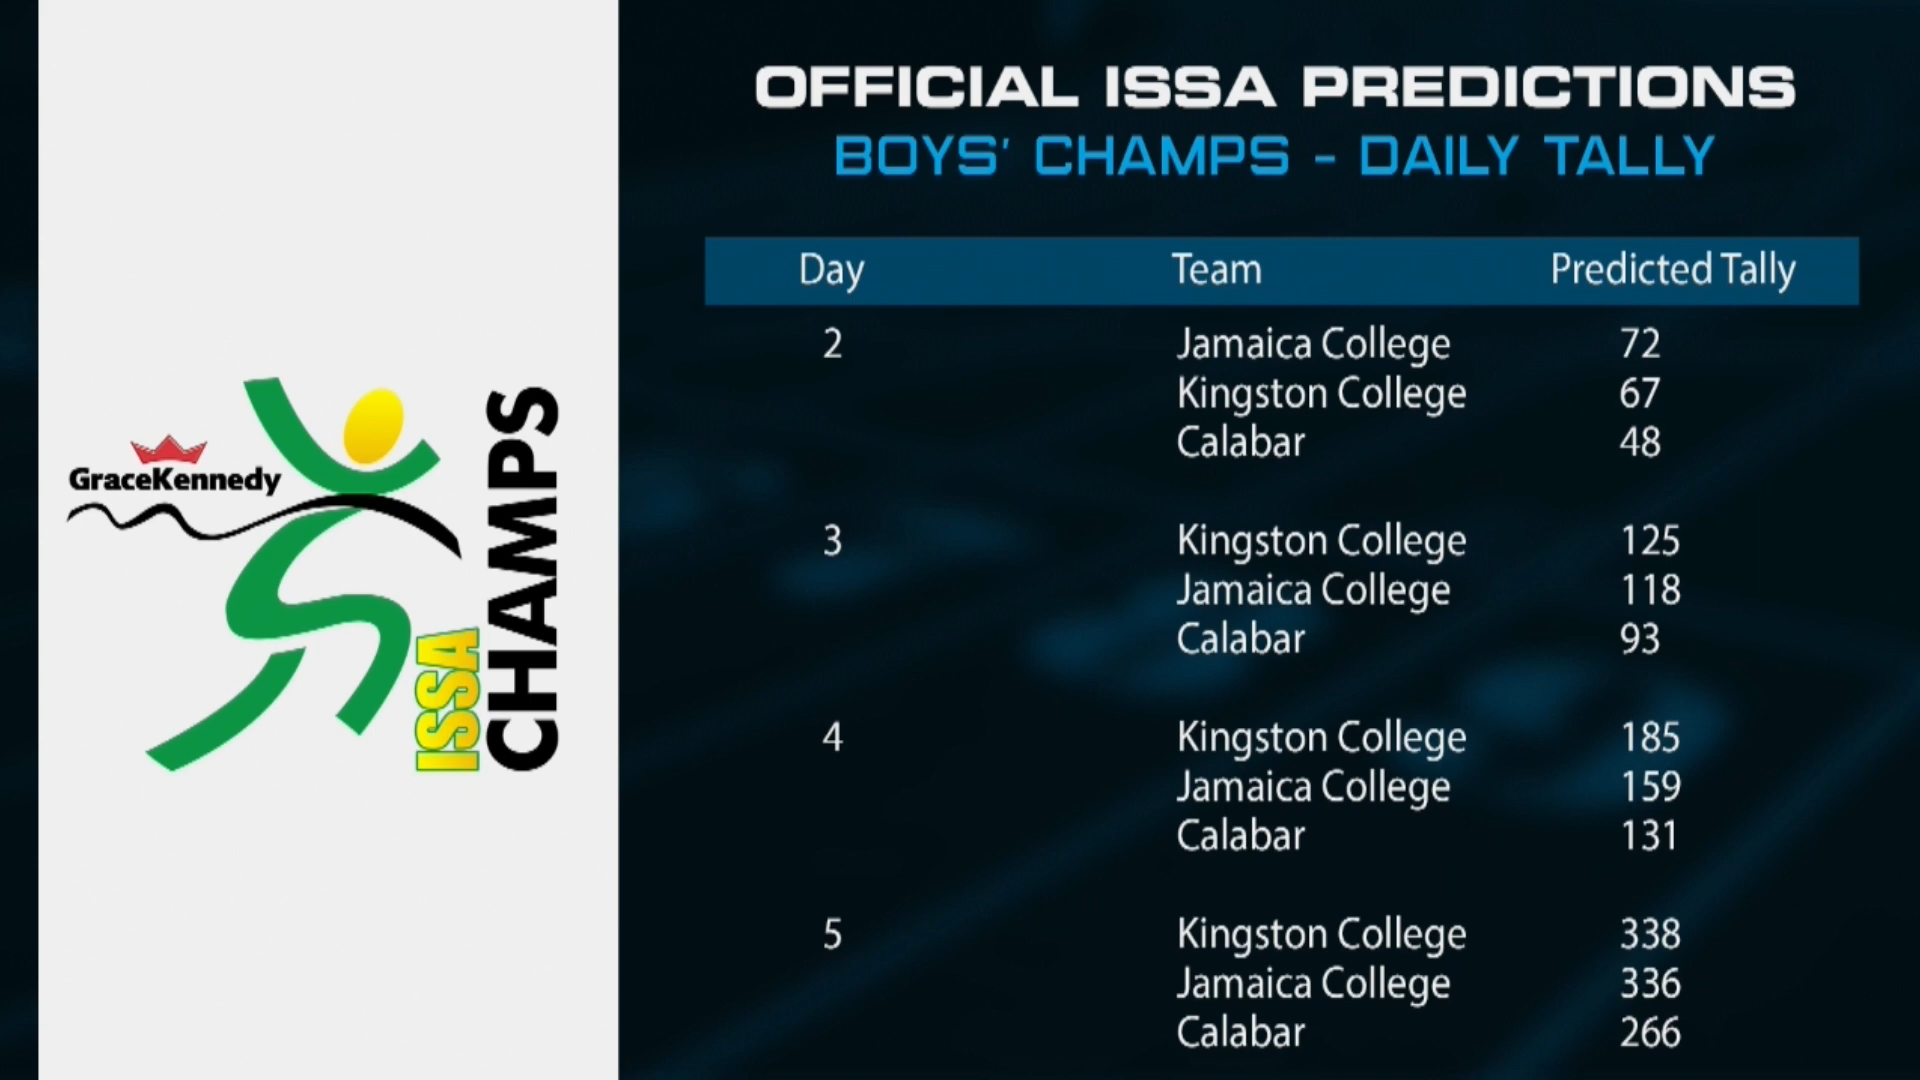 OFFICIAL ISSA PREDICTIONS
BOYS' CHAMPS - DAILY TALLY
Day Team Predicted Tally
2 Jamaica College 72
Kingston College 67
Calabar 48
3 Kingston College 125
Jamaica College 118
Calabar 93
4 Kingston College 185
Jamaica College 159
Calabar 131
5 Kingston College 338
Jamaica College 336
Calabar 266
GraceKennedy
ISSA
CHAMPS